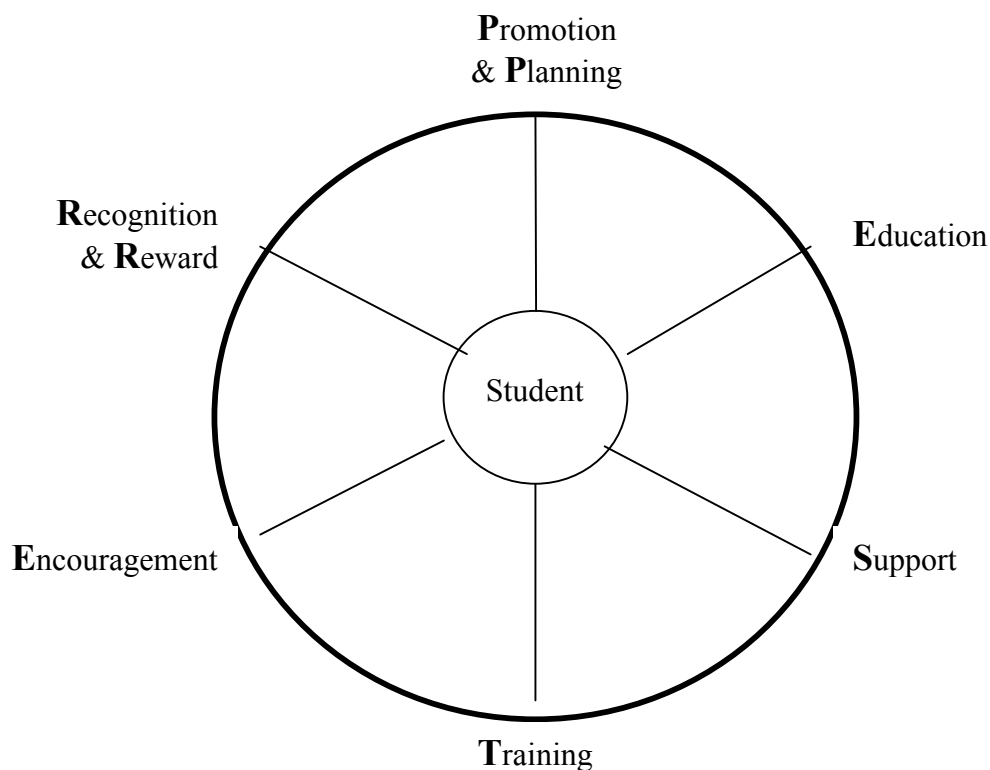 Promotion
& Planning
Recognition
& Reward
Education
Student
Encouragement
Support
Training